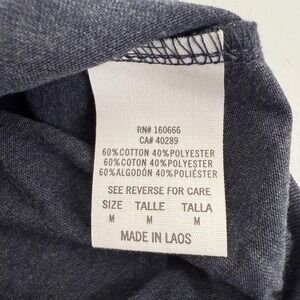 RN# 160666
CA# 40289
60% COTTON 40% POLYESTER
60% COTON 40% POLYESTER
60% ALGODÓN 40% POLIÉSTER
SEE REVERSE FOR CARE
SIZE TALLE TALLA
M M M
MADE IN LAOS